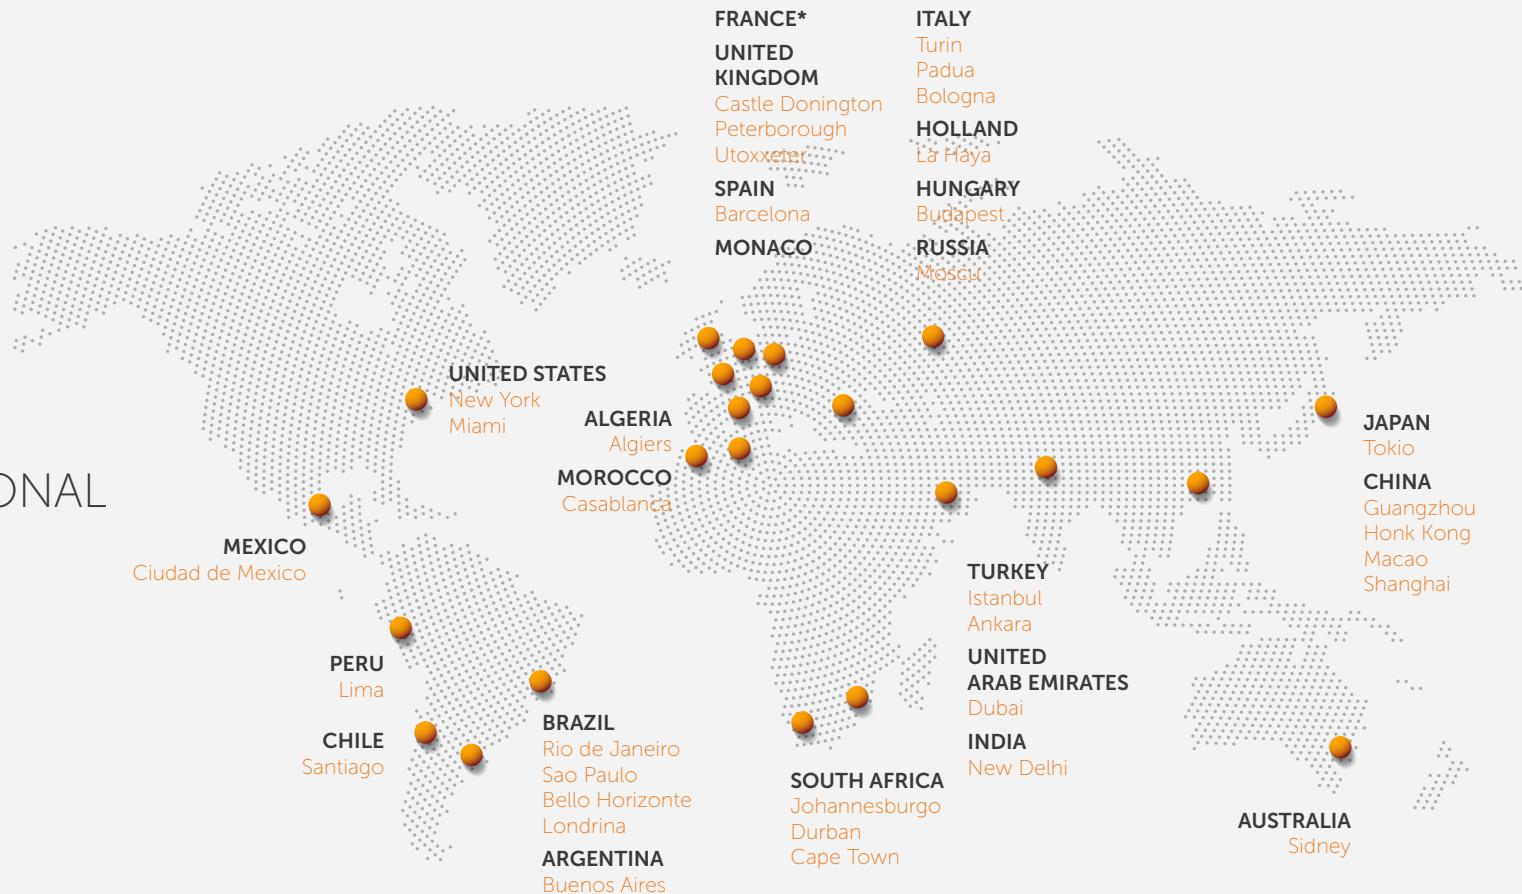 FRANCE*
UNITED
KINGDOM
Castle Donington
Peterborough
Utoxxeter
SPAIN
Barcelona
MONACO
ITALY
Turin
Padua
Bologna
HOLLAND
La Haya
HUNGARY
Budapest
RUSSIA
Moscu
UNITED STATES
New York
Miami
ALGERIA
Algiers
MOROCCO
Casablanca
ONAL
MEXICO
Ciudad de Mexico
PERU
Lima
CHILE
Santiago
BRAZIL
Rio de Janeiro
Sao Paulo
Bello Horizonte
Londrina
ARGENTINA
Buenos Aires
SOUTH AFRICA
Johannesburgo
Durban
Cape Town
TURKEY
Istanbul
Ankara
UNITED
ARAB EMIRATES
Dubai
INDIA
New Delhi
JAPAN
Tokio
CHINA
Guangzhou
Honk Kong
Macao
Shanghai
AUSTRALIA
Sidney